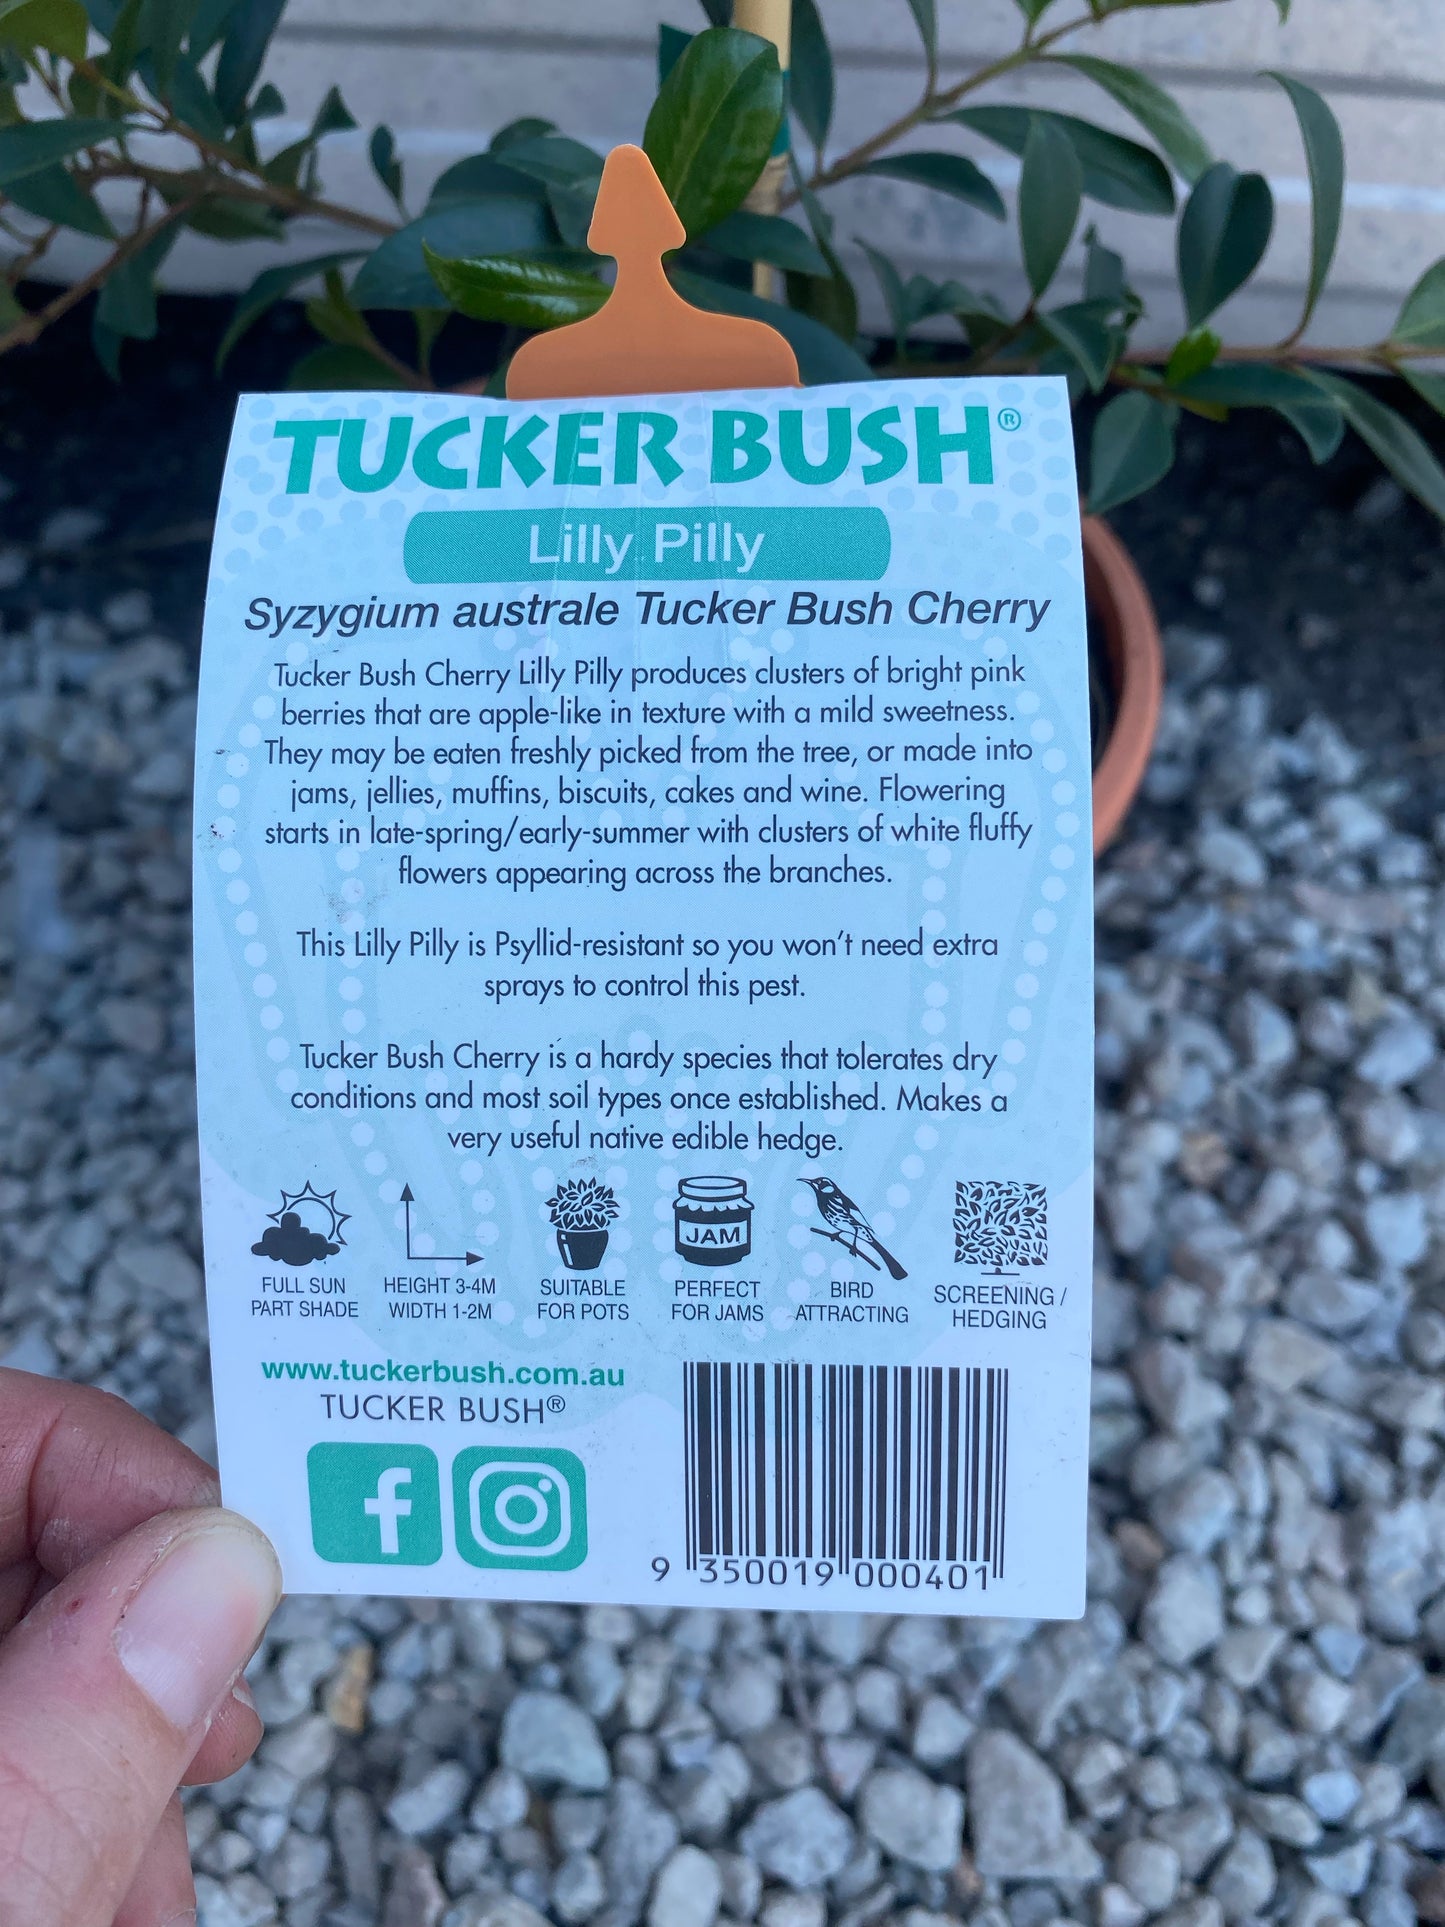 TUCKER BUSH®
Lilly Pilly
Syzygium australe Tucker Bush Cherry
Tucker Bush Cherry Lilly Pilly produces clusters of bright pink
berries that are apple-like in texture with a mild sweetness.
They may be eaten freshly picked from the tree, or made into
jams, jellies, muffins, biscuits, cakes and wine. Flowering
starts in late-spring/early-summer with clusters of white fluffy
flowers appearing across the branches.
This Lilly Pilly is Psyllid-resistant so you won't need extra
sprays to control this pest.
Tucker Bush Cherry is a hardy species that tolerates dry
conditions and most soil types once established. Makes a
very useful native edible hedge.
JAM
FULL SUN
PART SHADE
HEIGHT 3-4M
WIDTH 1-2M
SUITABLE
FOR POTS
PERFECT
FOR JAMS
BIRD
ATTRACTING
SCREENING /
HEDGING
www.tuckerbush.com.au
TUCKER BUSH®
9 350019 000401